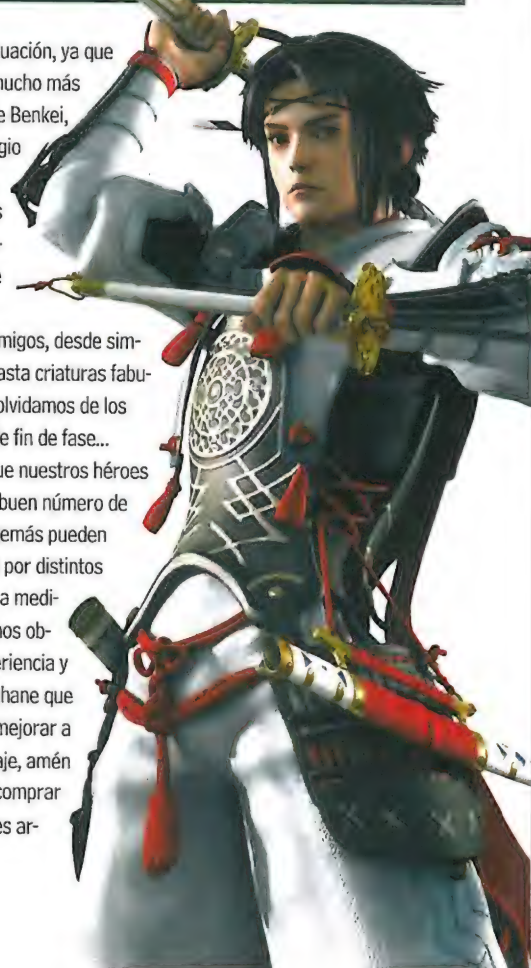 uación, ya que
nucho más
e Benkei,
gio
s
-
e
migos, desde sim-
asta criaturas fabu-
olvidamos de los
e fin de fase...
ue nuestros héroes
buen número de
emás pueden
por distintos
a medi-
nos ob-
eriencia y
hane que
mejorar a
aje, amén
comprar
es ar-